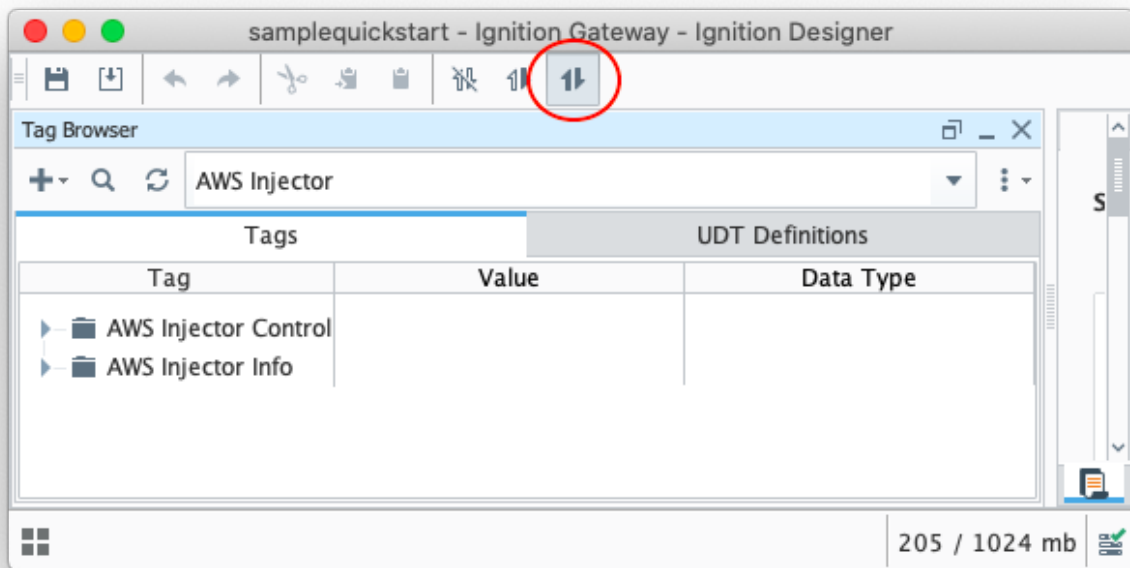 samplequickstart - Ignition Gateway - Ignition Designer
Tag Browser
AWS Injector
S
Tags UDT Definitions
Tag Value Data Type
AWS Injector Control
AWS Injector Info
205 / 1024 mb